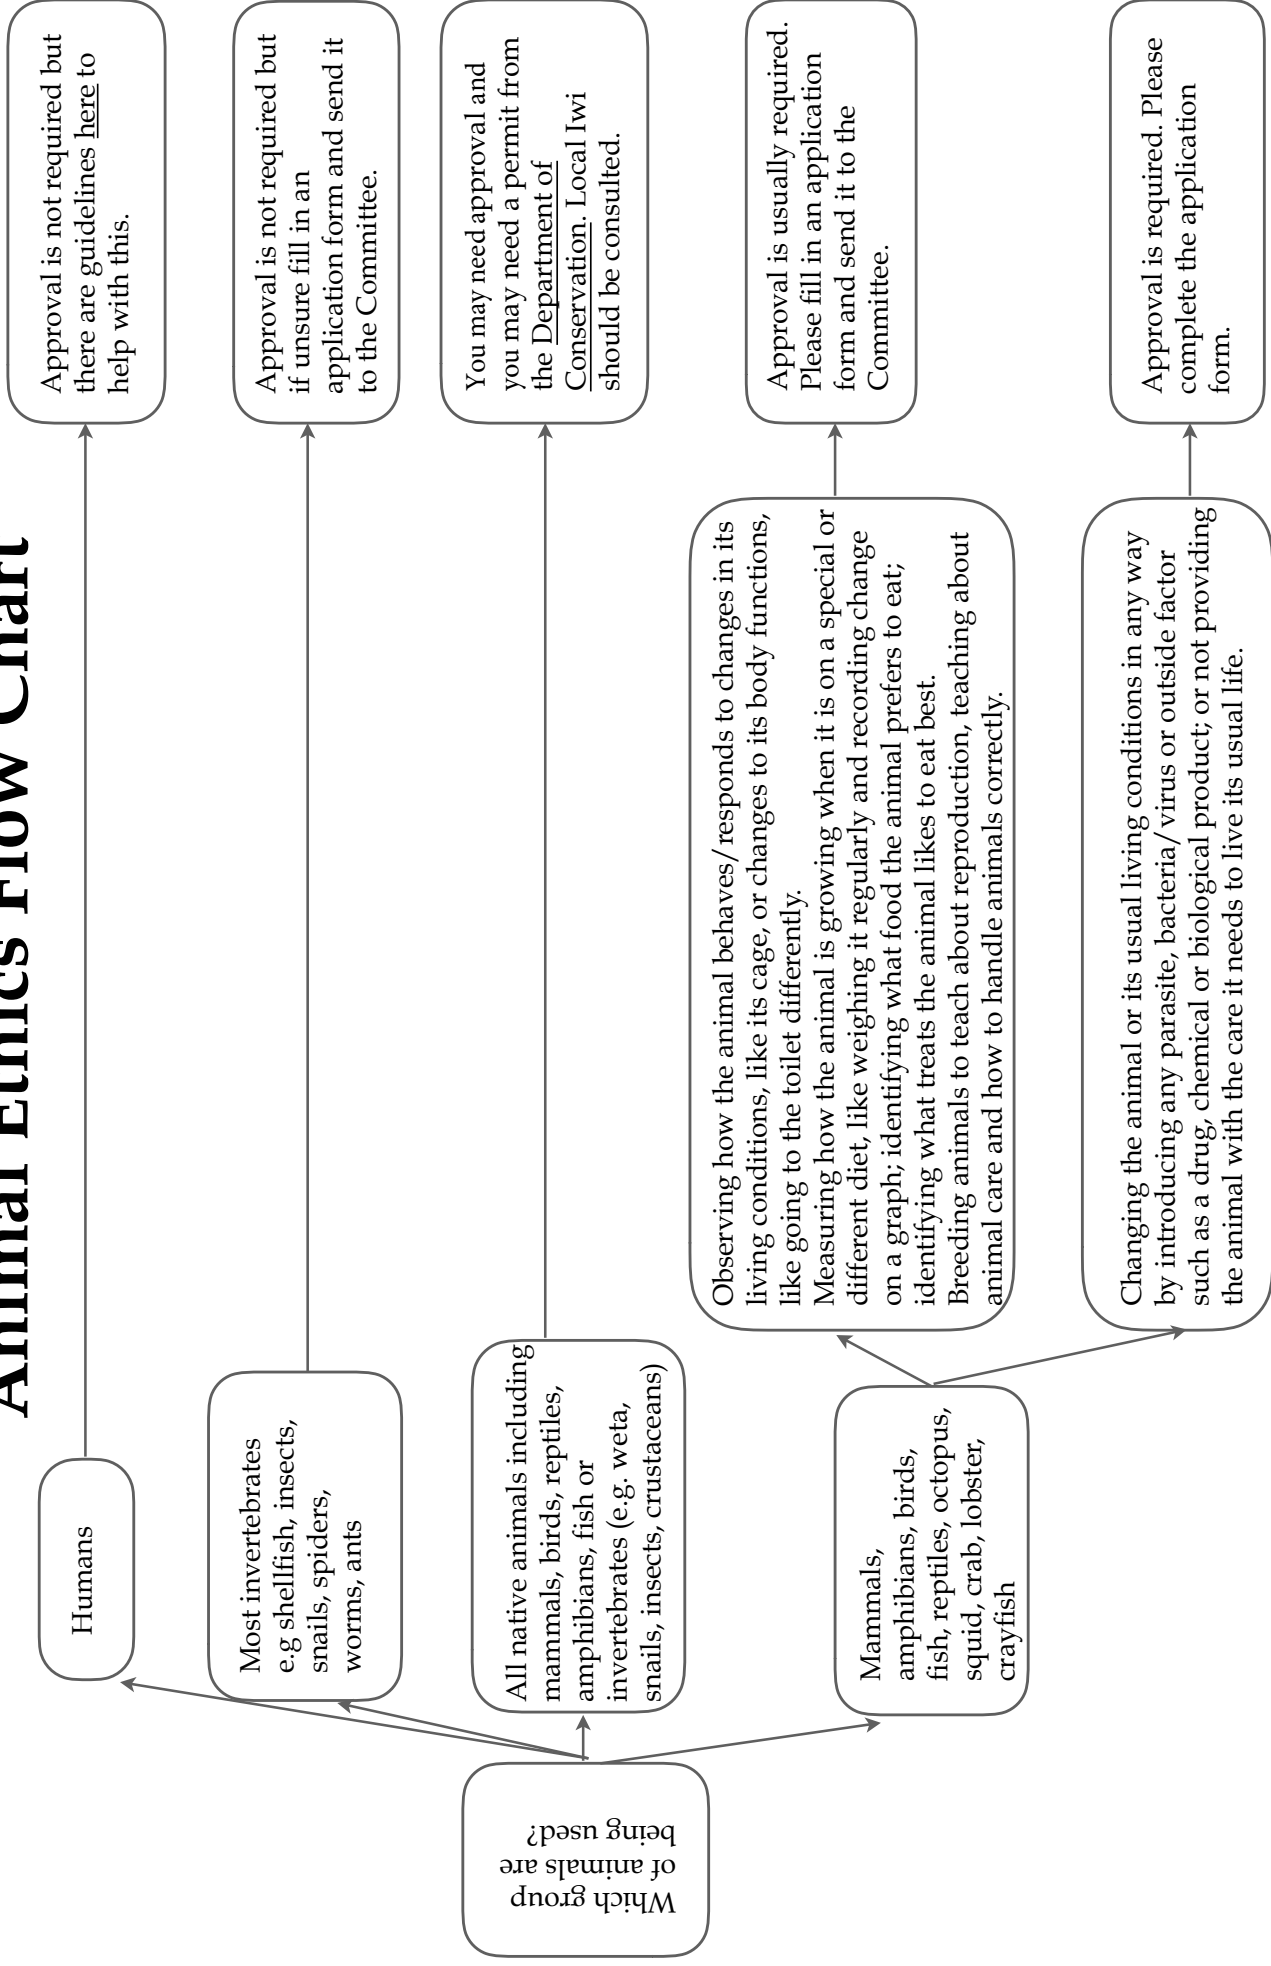 Animal Ethics Flow Chart
Which group
of animals are
being used?
Humans
Approval is not required but
there are guidelines here to
help with this.
Most invertebrates
e.g shellfish, insects,
snails, spiders,
worms, ants
Approval is not required but
if unsure fill in an
application form and send it
to the Committee.
All native animals including
mammals, birds, reptiles,
amphibians, fish or
invertebrates (e.g. weta,
snails, insects, crustaceans)
You may need approval and
you may need a permit from
the Department of
Conservation. Local Iwi
should be consulted.
Mammals,
amphibians, birds,
fish, reptiles, octopus,
squid, crab, lobster,
crayfish
Observing how the animal behaves/responds to changes in its
living conditions, like its cage, or changes to its body functions,
like going to the toilet differently.
Measuring how the animal is growing when it is on a special or
different diet, like weighing it regularly and recording change
on a graph; identifying what food the animal prefers to eat;
identifying what treats the animal likes to eat best.
Breeding animals to teach about reproduction, teaching about
animal care and how to handle animals correctly.
Approval is usually required.
Please fill in an application
form and send it to the
Committee.
Changing the animal or its usual living conditions in any way
by introducing any parasite, bacteria/virus or outside factor
such as a drug, chemical or biological product; or not providing
the animal with the care it needs to live its usual life.
Approval is required. Please
complete the application
form.